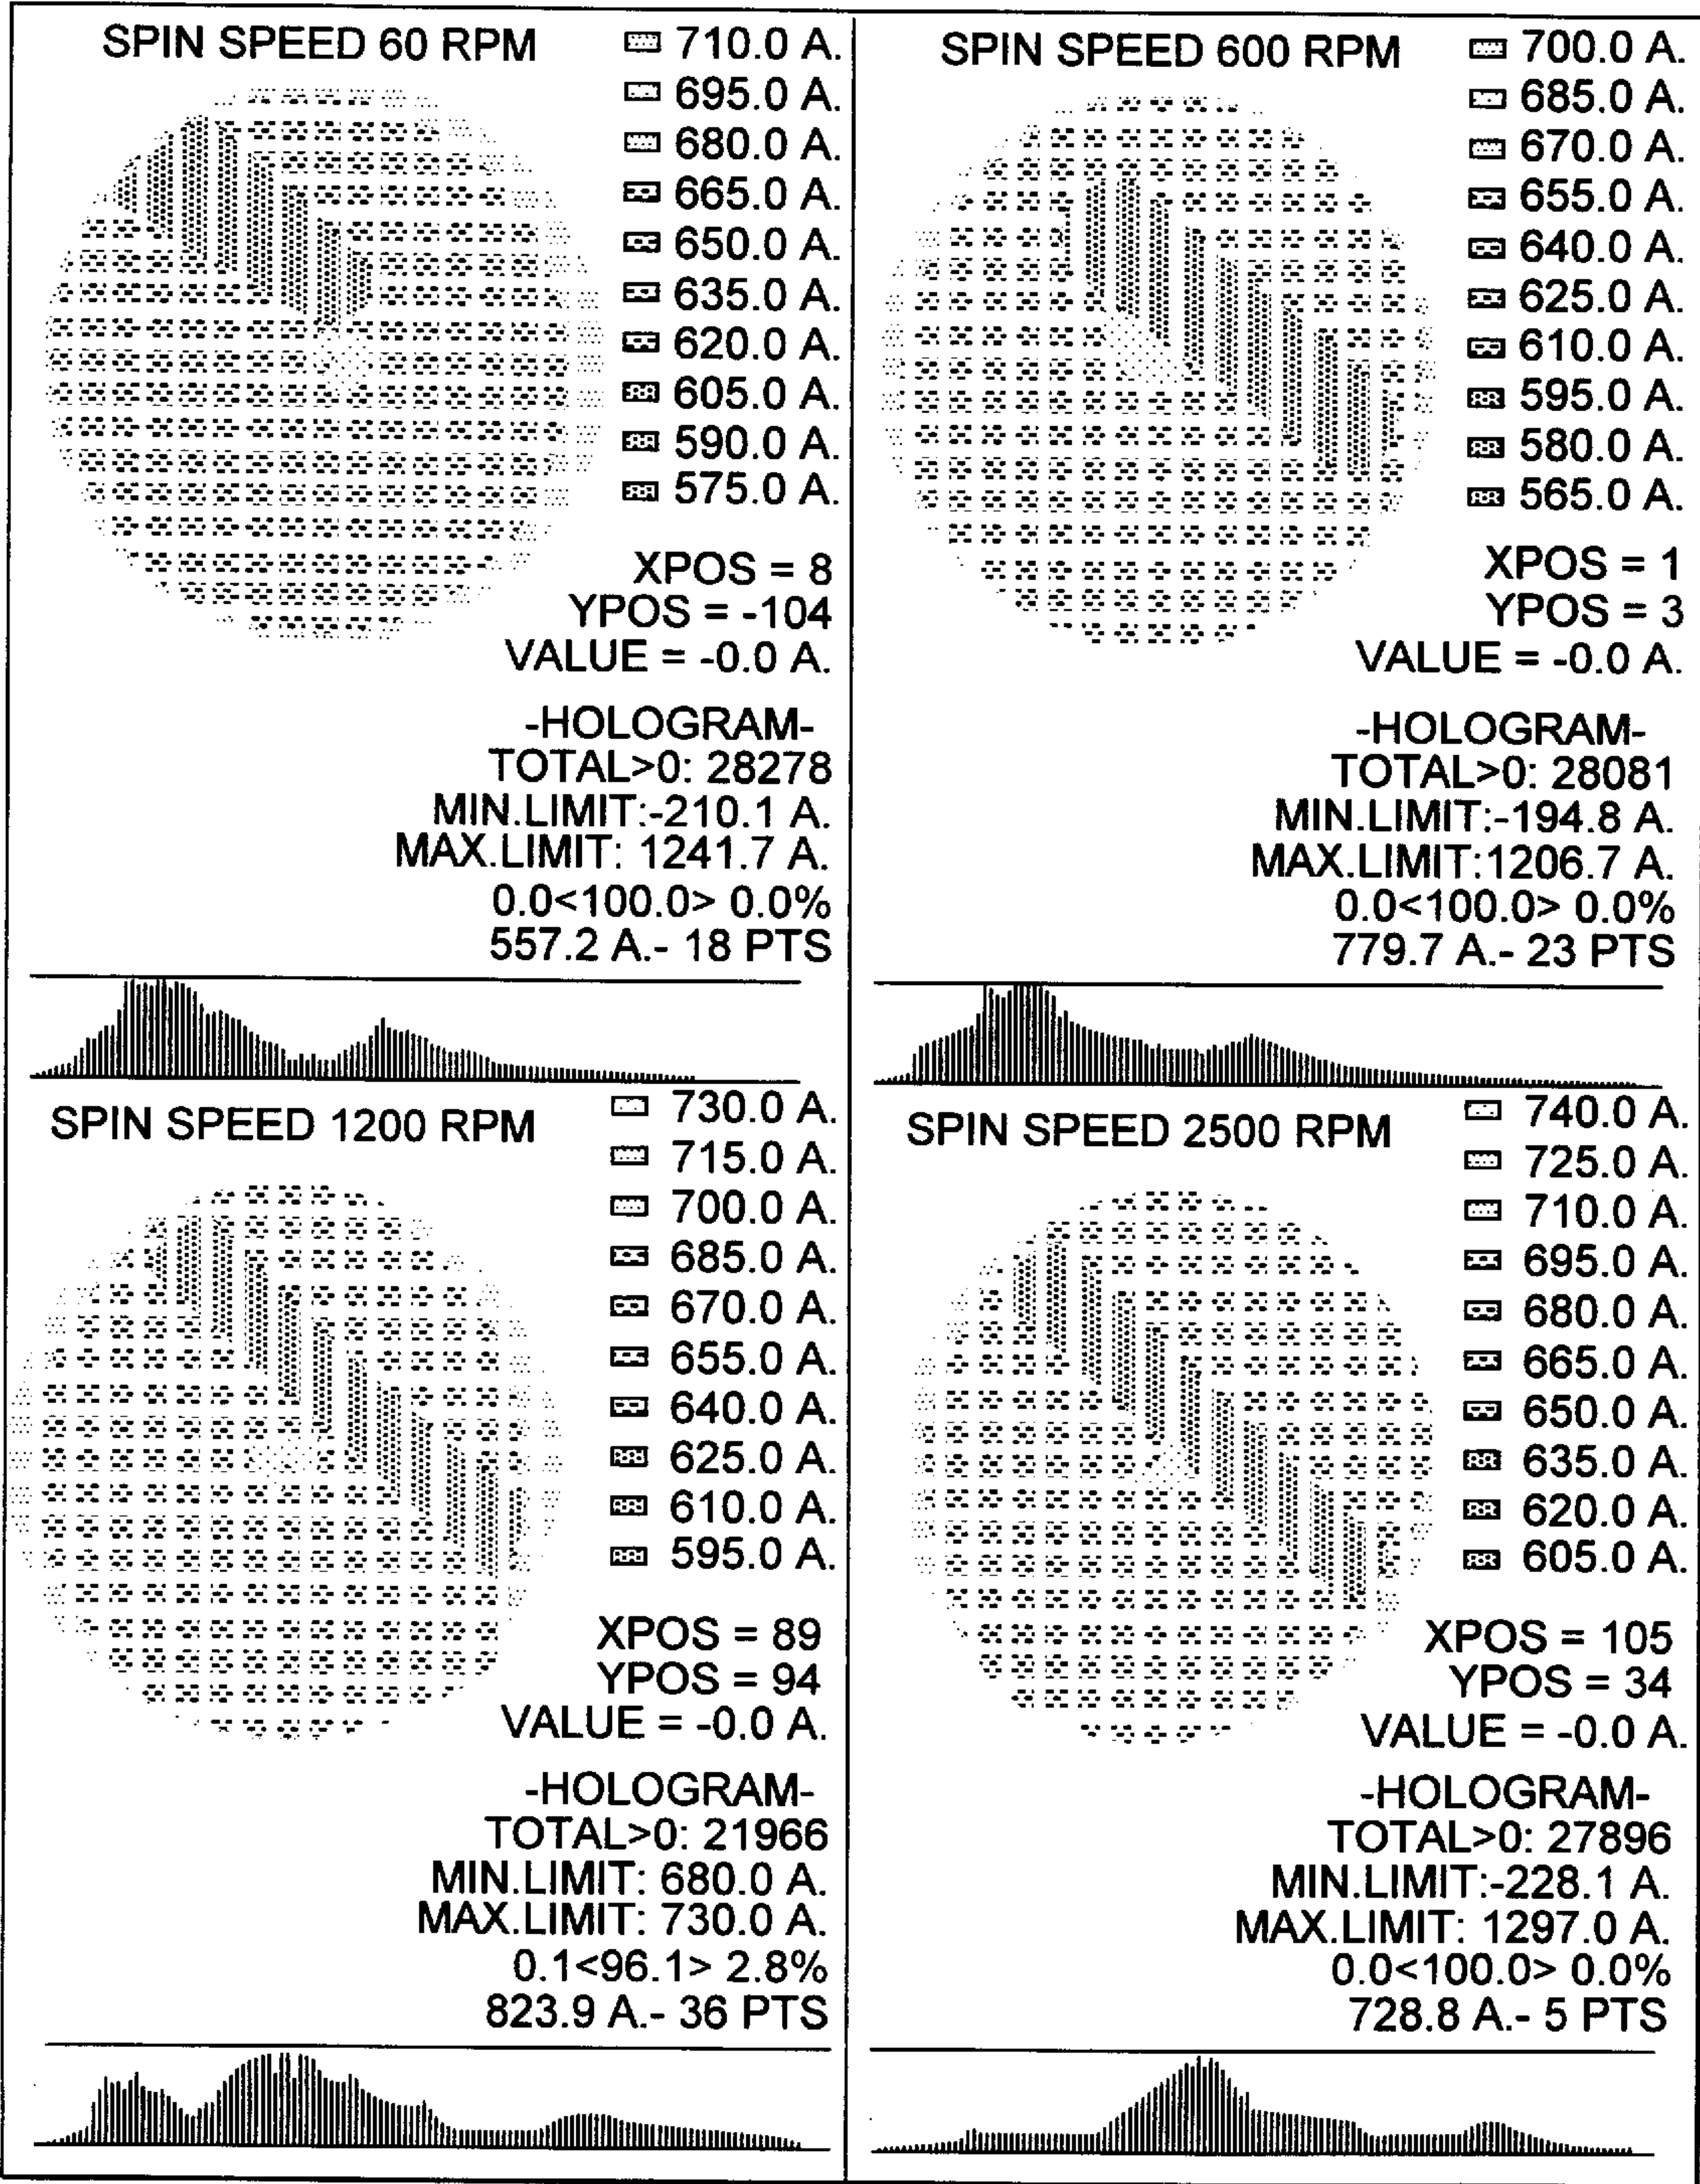 SPIN SPEED 60 RPM
710.0 A.
695.0 A.
680.0 A.
665.0 A.
650.0 A.
635.0 A.
620.0 A.
605.0 A.
590.0 A.
575.0 A.
XPOS = 8
YPOS = -104
VALUE = -0.0 A.
-HOLOGRAM-
TOTAL>0: 28278
MIN.LIMIT:-210.1 A.
MAX.LIMIT: 1241.7 A.
0.0<100.0> 0.0%
557.2 A.- 18 PTS
SPIN SPEED 600 RPM
700.0 A.
685.0 A.
670.0 A.
655.0 A.
640.0 A.
625.0 A.
610.0 A.
595.0 A.
580.0 A.
565.0 A.
XPOS = 1
YPOS = 3
VALUE = -0.0 A.
-HOLOGRAM-
TOTAL>0: 28081
MIN.LIMIT:-194.8 A.
MAX.LIMIT:1206.7 A.
0.0<100.0> 0.0%
779.7 A.- 23 PTS
SPIN SPEED 1200 RPM
730.0 A.
715.0 A.
700.0 A.
685.0 A.
670.0 A.
655.0 A.
640.0 A.
625.0 A.
610.0 A.
595.0 A.
XPOS = 89
YPOS = 94
VALUE = -0.0 A.
-HOLOGRAM-
TOTAL>0: 21966
MIN.LIMIT: 680.0 A.
MAX.LIMIT: 730.0 A.
0.1<96.1> 2.8%
823.9 A.- 36 PTS
SPIN SPEED 2500 RPM
740.0 A.
725.0 A.
710.0 A.
695.0 A.
680.0 A.
665.0 A.
650.0 A.
635.0 A.
620.0 A.
605.0 A.
XPOS = 105
YPOS = 34
VALUE = -0.0 A.
-HOLOGRAM-
TOTAL>0: 27896
MIN.LIMIT:-228.1 A.
MAX.LIMIT: 1297.0 A.
0.0<100.0> 0.0%
728.8 A.- 5 PTS